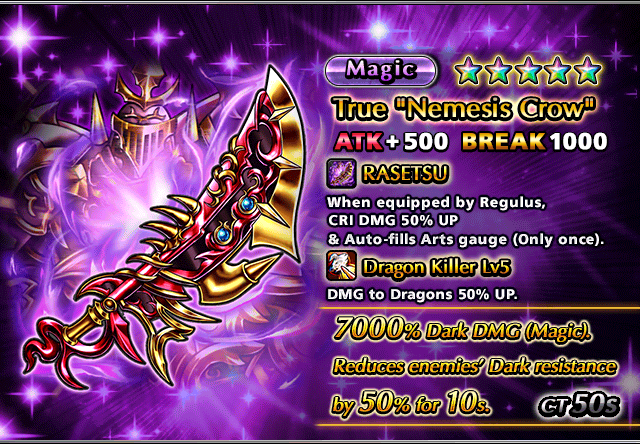 Magic
True "Nemesis Crow"
ATK+500 BREAK1000
RASETSU
When equipped by Regulus,
CRI DMG 50% UP
& Auto-fills Arts gauge (Only once).
Dragon Killer Lv5
DMG to Dragons 50% UP.
7000% Dark DMG (Magic).
Reduces enemies' Dark resistance
by 50% for 10s. CT 50s